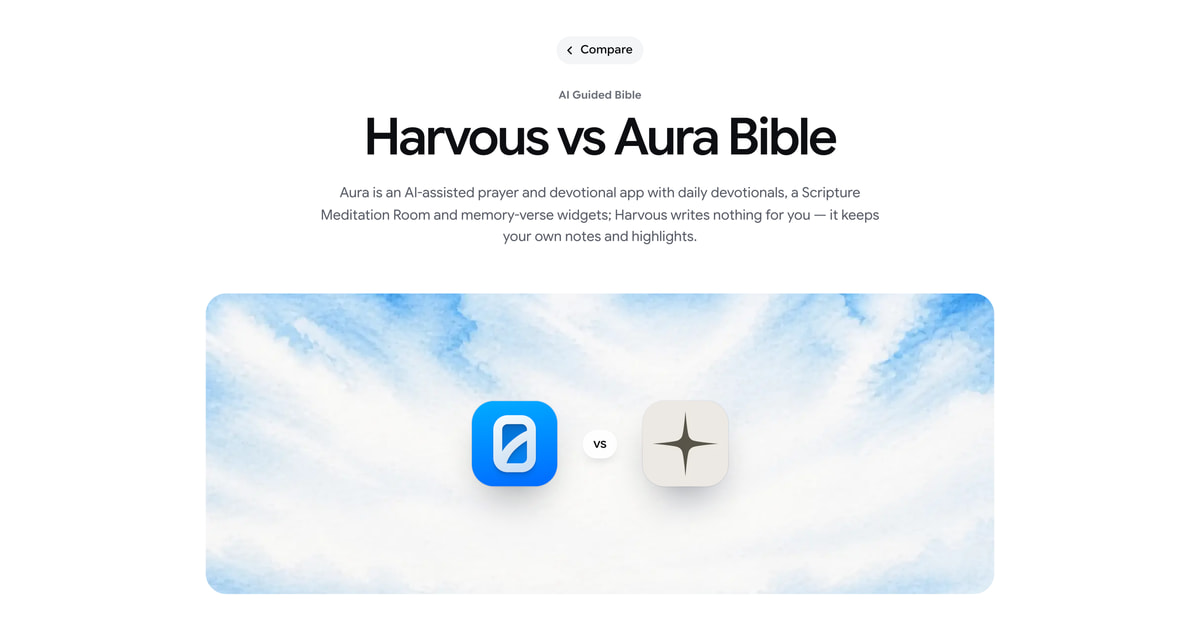 Compare
AI Guided Bible
Harvous vs Aura Bible
Aura is an AI-assisted prayer and devotional app with daily devotionals, a Scripture
Meditation Room and memory-verse widgets; Harvous writes nothing for you — it keeps
your own notes and highlights.
vs